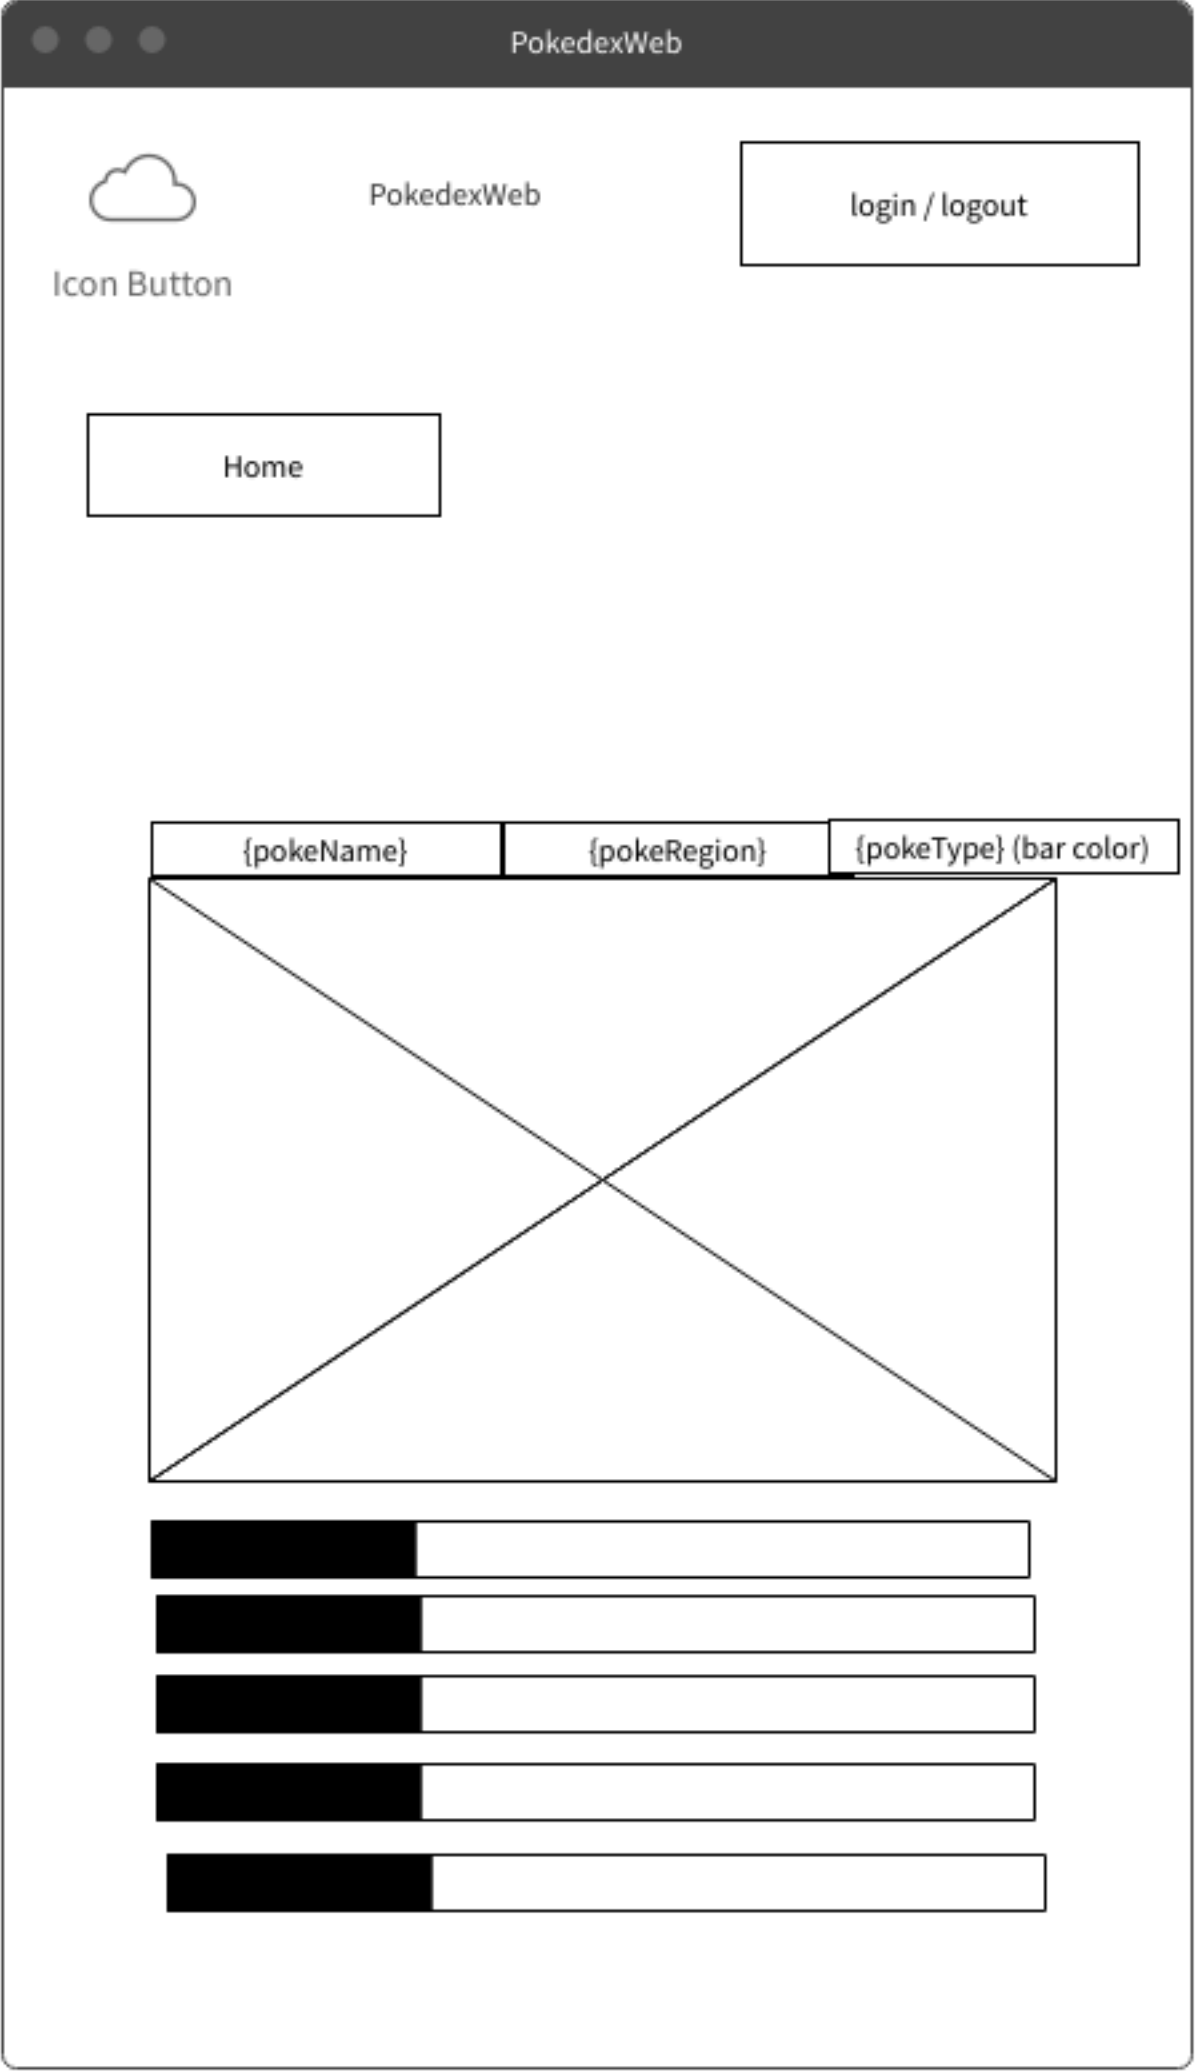 PokedexWeb
PokedexWeb
login / logout
Icon Button
Home
{pokeName}
{pokeRegion}
{pokeType} (bar color)